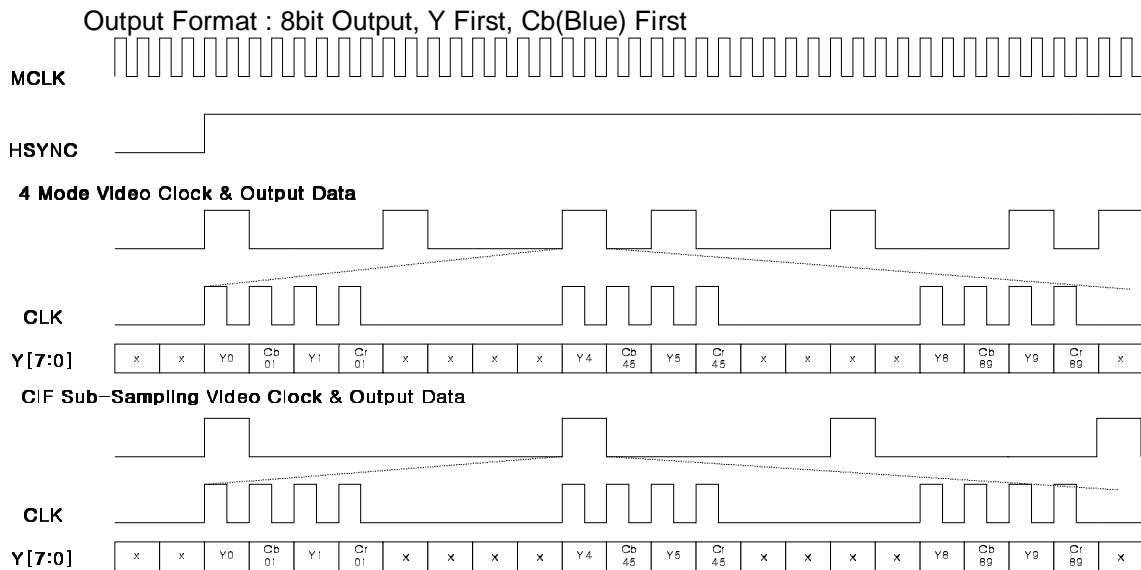 Output Format : 8bit Output, Y First, Cb(Blue) First
MCLK
HSYNC
4 Mode Video Clock & Output Data
CLK
Y[7:0] x x Y0 Cb 01 Y1 Cr 01 x x x x Y4 Cb 45 Y5 Cr 45 x x x x Y8 Cb 89 Y9 Cr 89 x
CIF Sub-Sampling Video Clock & Output Data
CLK
Y[7:0] x x Y0 Cb 01 Y1 Cr 01 x x x x Y4 Cb 45 Y5 Cr 45 x x x x Y8 Cb 89 Y9 Cr 89 x